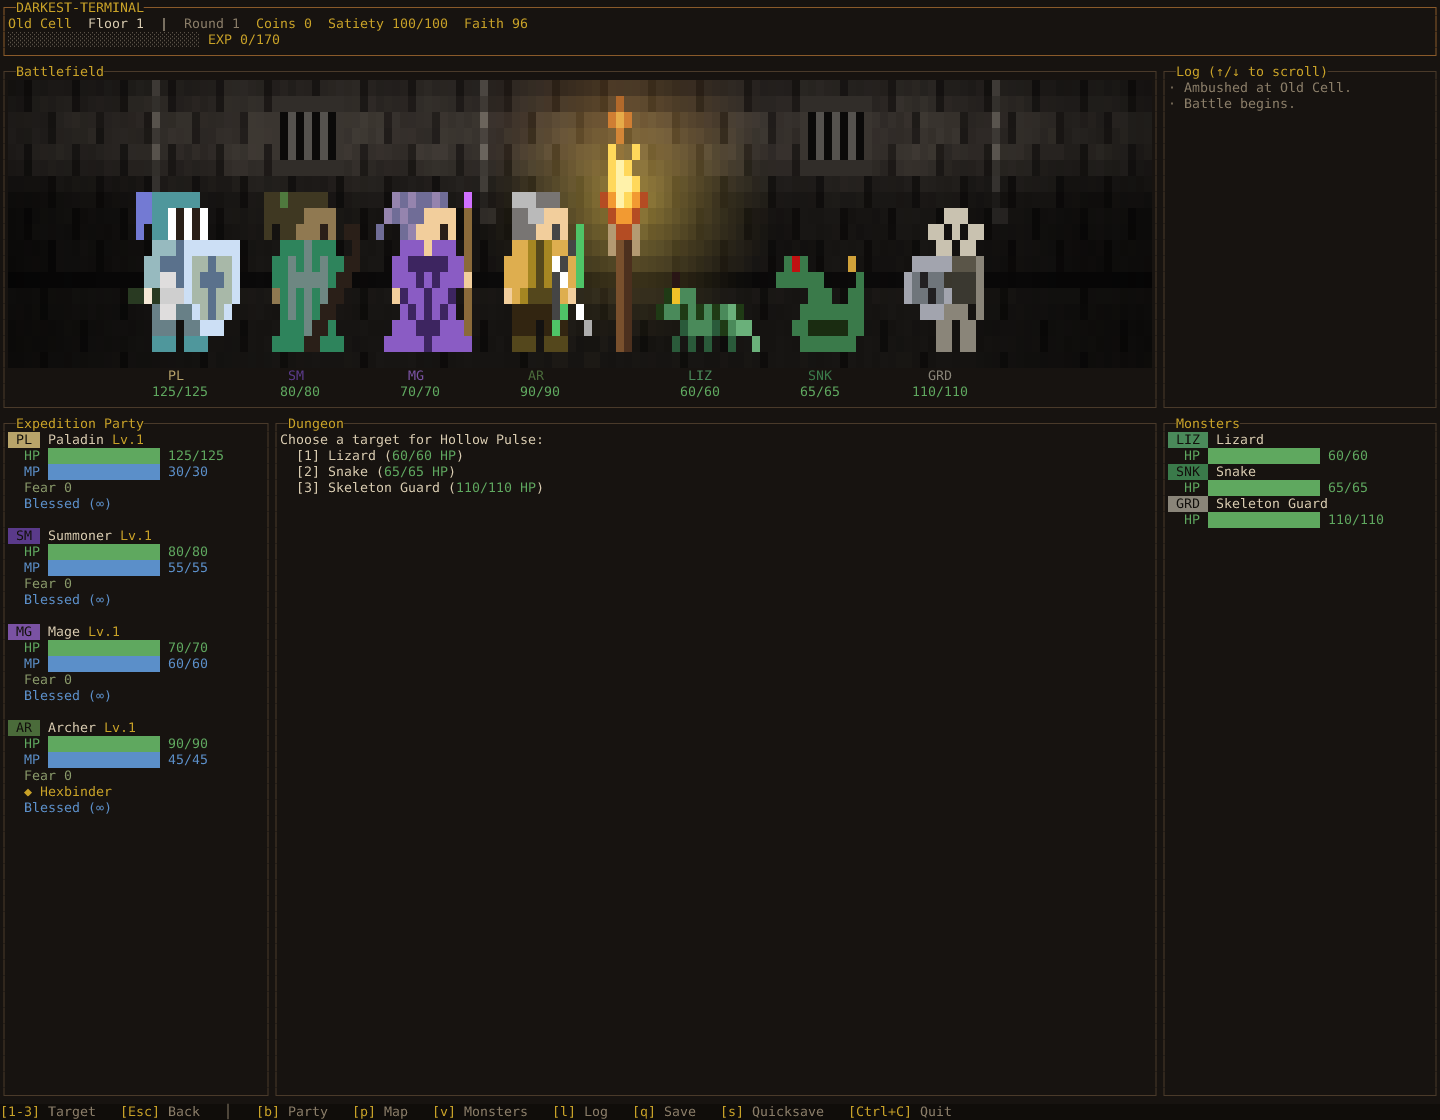 DARKEST-TERMINAL
Old Cell  Floor 1  |  Round 1  Coins 0  Satiety 100/100  Faith 96
EXP 0/170
Battlefield
PL SM MG AR LIZ SNK GRD
125/125 80/80 70/70 90/90 60/60 65/65 110/110
Log (↑/↓ to scroll)
· Ambushed at Old Cell.
· Battle begins.
Expedition Party
PL Paladin Lv.1
HP 125/125
MP 30/30
Fear 0
Blessed (∞)
SM Summoner Lv.1
HP 80/80
MP 55/55
Fear 0
Blessed (∞)
MG Mage Lv.1
HP 70/70
MP 60/60
Fear 0
Blessed (∞)
AR Archer Lv.1
HP 90/90
MP 45/45
Fear 0
◆ Hexbinder
Blessed (∞)
Dungeon
Choose a target for Hollow Pulse:
[1] Lizard (60/60 HP)
[2] Snake (65/65 HP)
[3] Skeleton Guard (110/110 HP)
Monsters
LIZ Lizard
HP 60/60
SNK Snake
HP 65/65
GRD Skeleton Guard
HP 110/110
[1-3] Target  [Esc] Back  |  [b] Party  [p] Map  [v] Monsters  [l] Log  [q] Save  [s] Quicksave  [Ctrl+C] Quit